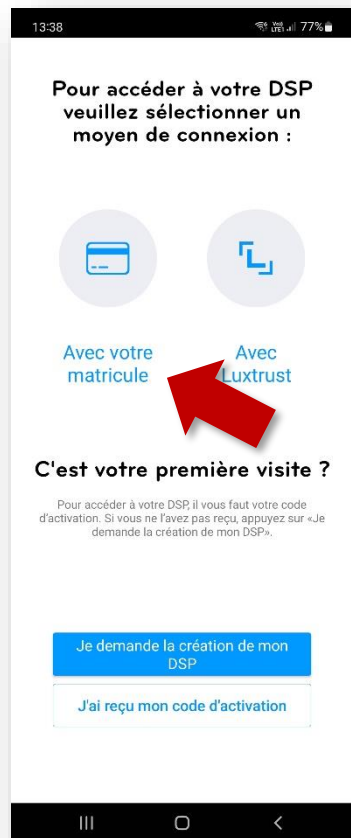 13:38
77%
Pour accéder à votre DSP
veuillez sélectionner un
moyen de connexion :
Avec votre
matricule
Avec
Luxtrust
C'est votre première visite ?
Pour accéder à votre DSP, il vous faut votre code
d'activation. Si vous ne l'avez pas reçu, appuyez sur «Je
demande la création de mon DSP».
Je demande la création de mon
DSP
J'ai reçu mon code d'activation